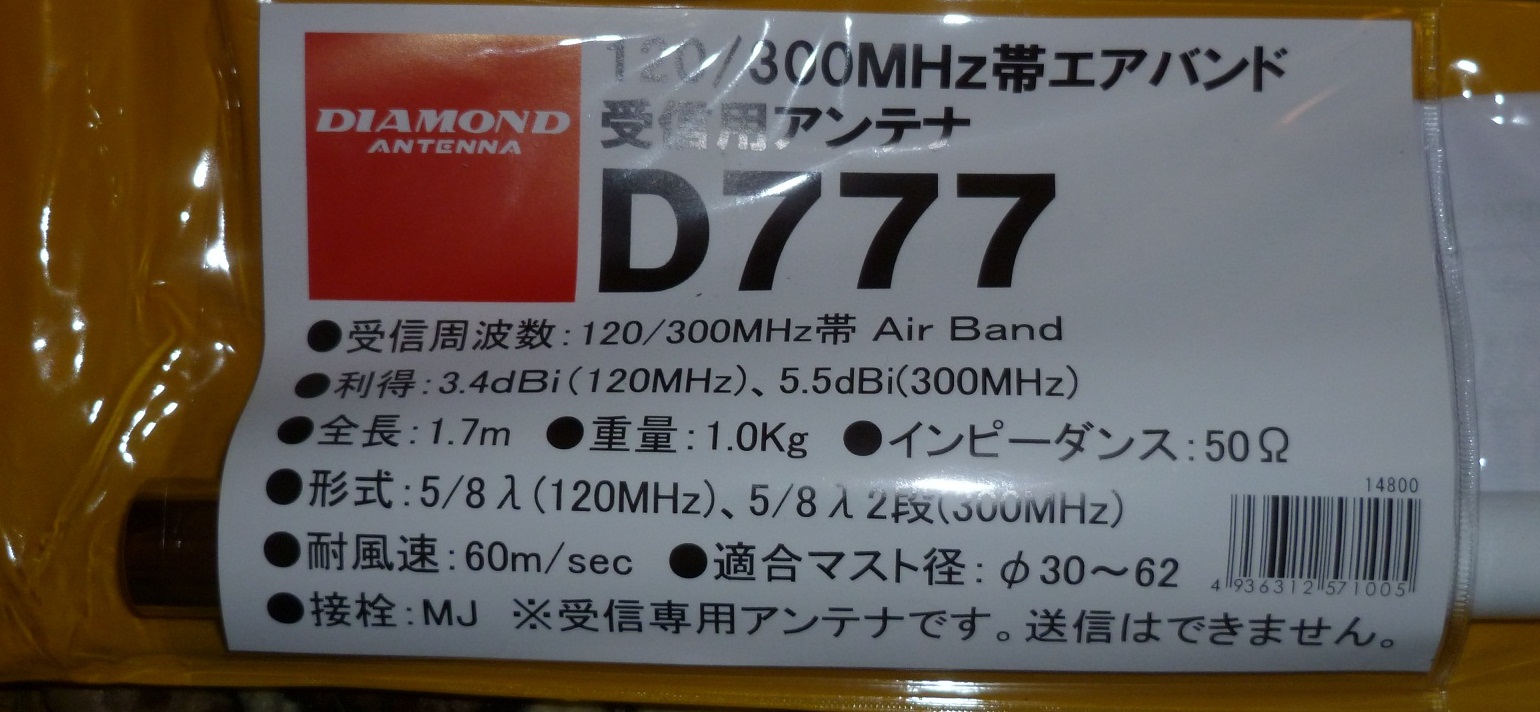 DIAMOND
ANTENNA
120/300MHz帯エアバンド
受信用アンテナ
D777
●受信周波数:120/300MHz帯 Air Band
●利得:3.4dBi(120MHz)、5.5dBi(300MHz)
●全長:1.7m ●重量:1.0Kg ●インピーダンス:50Ω
●形式:5/8λ(120MHz)、5/8λ2段(300MHz)
14800
●耐風速:60m/sec ●適合マスト径:φ30～62
4936312571005
●接栓:MJ ※受信専用アンテナです。送信はできません。